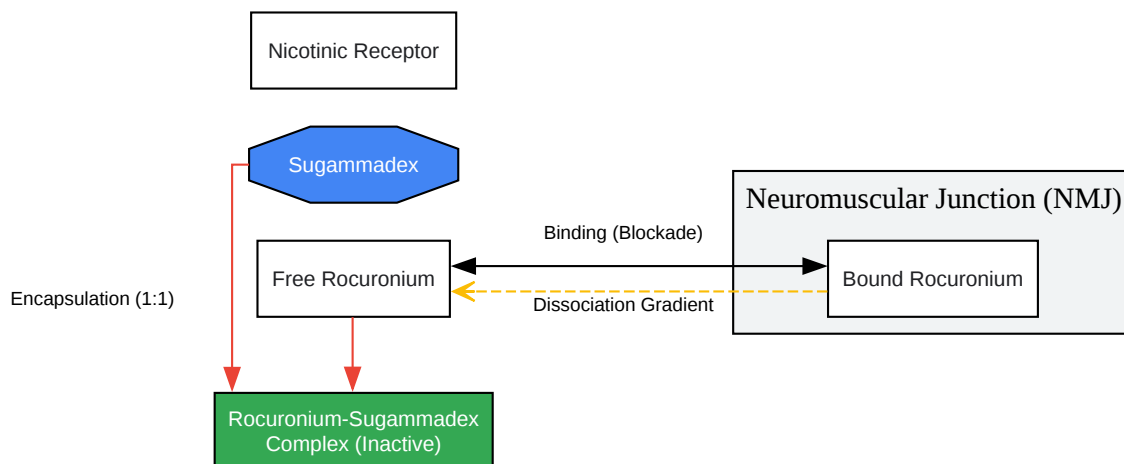 Nicotinic Receptor
Sugammadex
Neuromuscular Junction (NMJ)
Binding (Blockade)
Free Rocuronium
Bound Rocuronium
Encapsulation (1:1)
Dissociation Gradient
Rocuronium-Sugammadex
Complex (Inactive)